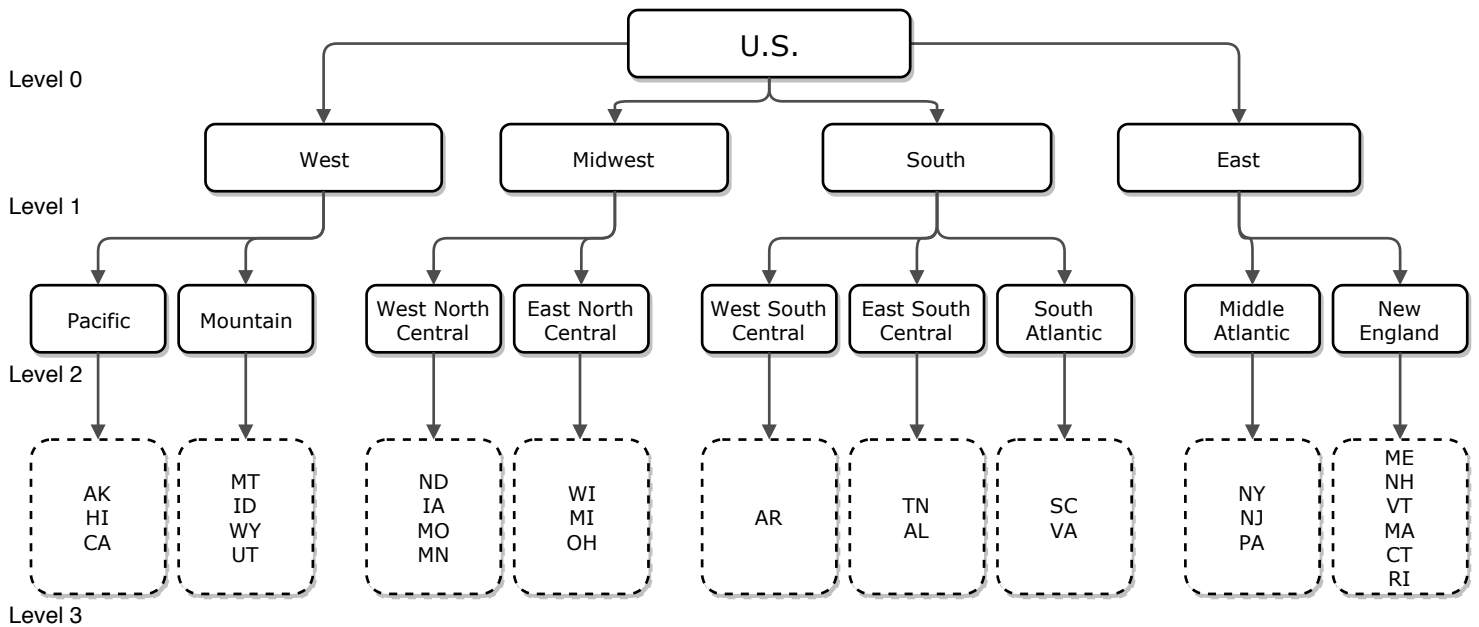 U.S.
Level 0
West
Midwest
South
East
Level 1
Pacific
Mountain
West North
Central
East North
Central
West South
Central
East South
Central
South
Atlantic
Middle
Atlantic
New
England
Level 2
AK
HI
CA
MT
ID
WY
UT
ND
IA
MO
MN
WI
MI
OH
AR
TN
AL
SC
VA
NY
NJ
PA
ME
NH
VT
MA
CT
RI
Level 3